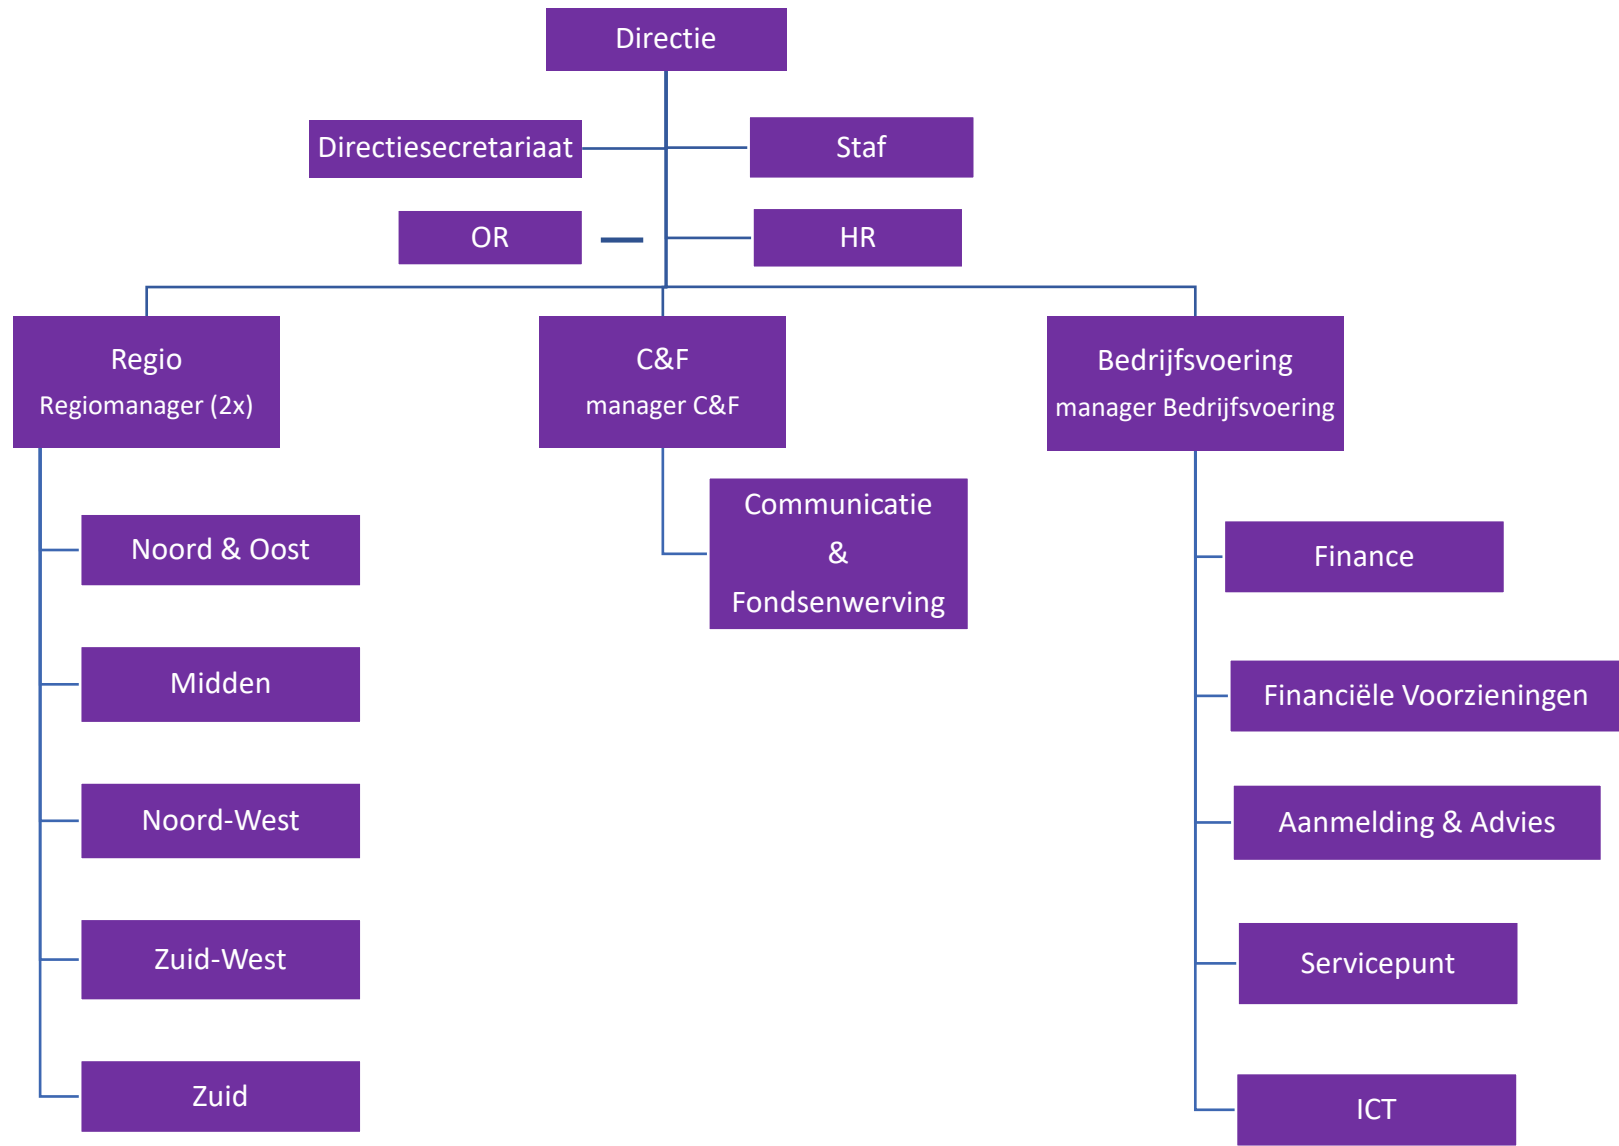 Directie
Directiesecretariaat
Staf
OR
HR
Regio
Regiomanager (2x)
C&F
manager C&F
Bedrijfsvoering
manager Bedrijfsvoering
Noord & Oost
Midden
Noord-West
Zuid-West
Zuid
Communicatie
&
Fondsenwerving
Finance
Financiële Voorzieningen
Aanmelding & Advies
Servicepunt
ICT